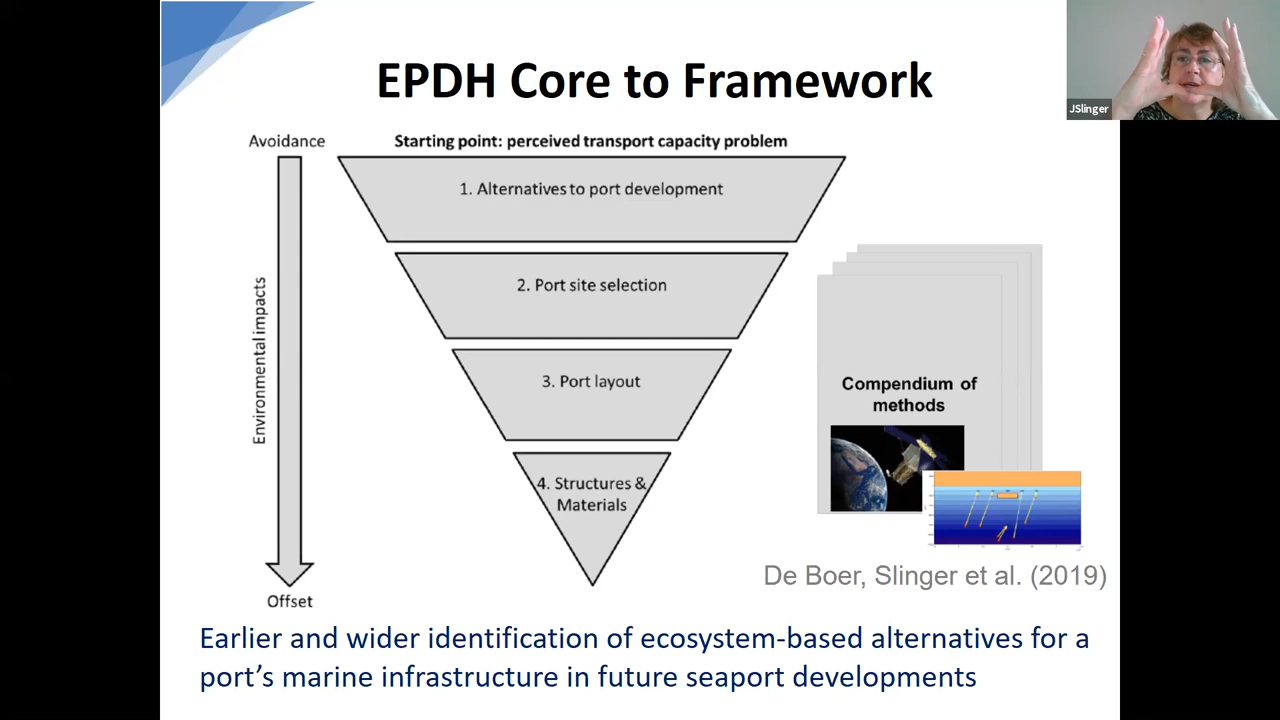 EPDH Core to Framework
JSlinger
Avoidance
Starting point: perceived transport capacity problem
1. Alternatives to port development
2. Port site selection
Environmental impacts
3. Port layout
Compendium of
methods
4. Structures &
Materials
Offset
De Boer, Slinger et al. (2019)
Earlier and wider identification of ecosystem-based alternatives for a
port's marine infrastructure in future seaport developments